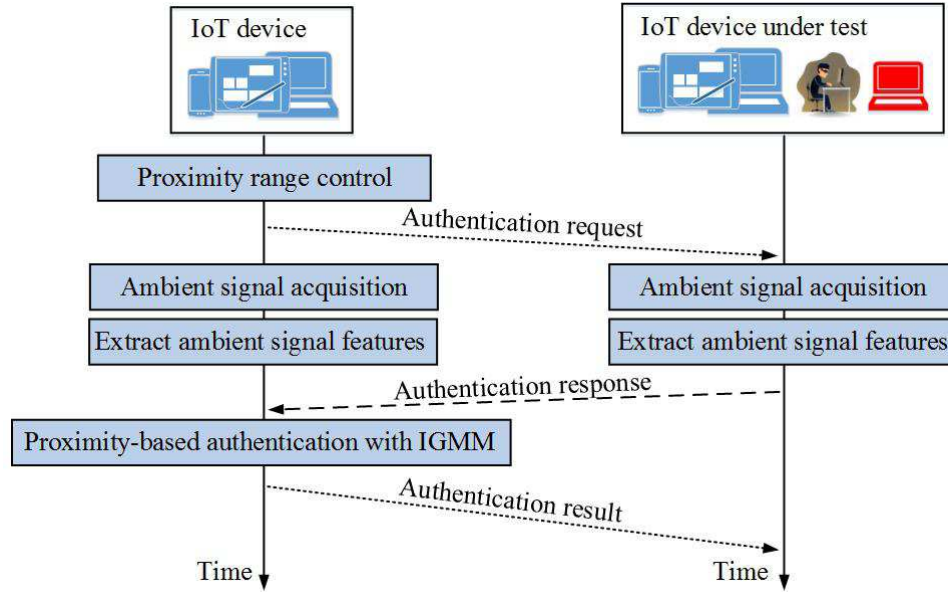 IoT device
IoT device under test
Proximity range control
Authentication request
Ambient signal acquisition
Ambient signal acquisition
Extract ambient signal features
Extract ambient signal features
Authentication response
Proximity-based authentication with IGMM
Authentication result
Time
Time